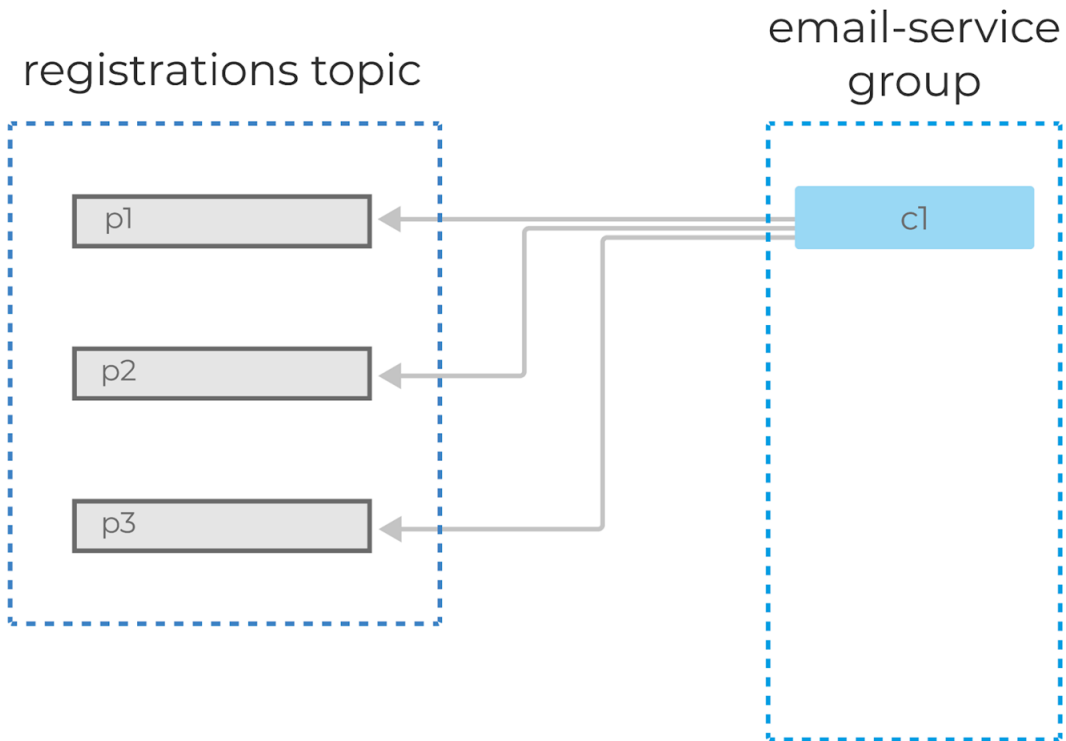 registrations topic
email-service
group
p1
c1
p2
p3